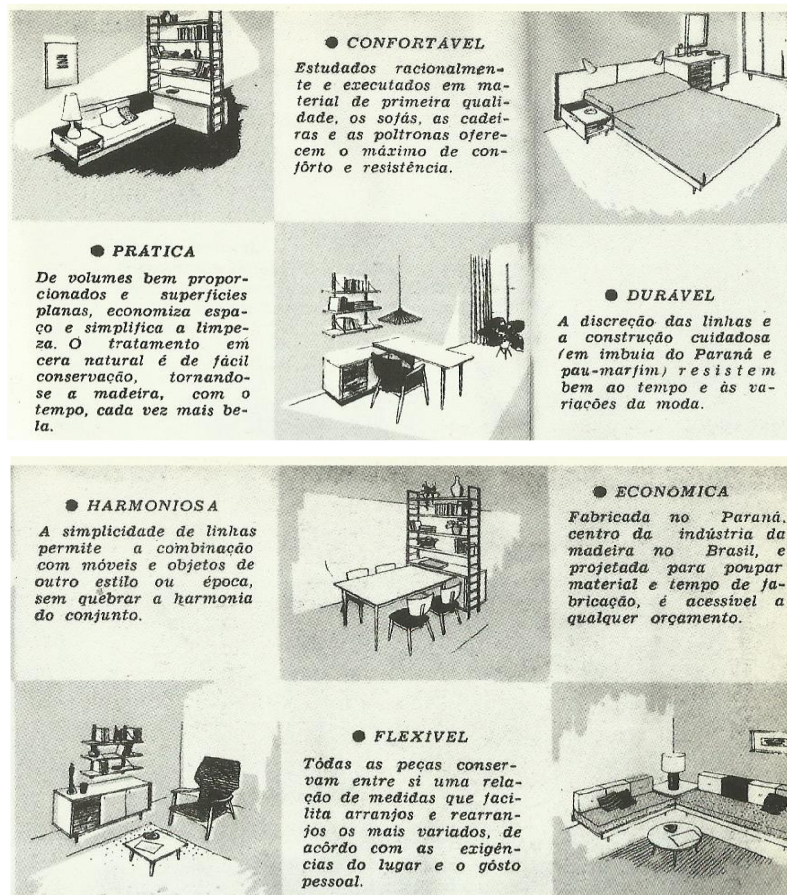 ● CONFORTÁVEL
Estudados racionalmen-
te e executados em ma-
terial de primeira quali-
dade, os sofás, as cadei-
ras e as poltronas ofere-
cem o máximo de con-
fôrto e resistência.
● PRÁTICA
De volumes bem propor-
cionados e superfícies
planas, economiza espa-
ço e simplifica a limpe-
za. O tratamento em
cera natural é de fácil
conservação, tornando-
se a madeira, com o
tempo, cada vez mais be-
la.
● DURÁVEL
A discreção das linhas e
a construção cuidadosa
(em imbuia do Paraná e
pau-marfim) resistem
bem ao tempo e às va-
riações da moda.
● HARMONIOSA
A simplicidade de linhas
permite a combinação
com móveis e objetos de
outro estilo ou época,
sem quebrar a harmonia
do conjunto.
● ECONÔMICA
Fabricada no Paraná,
centro da indústria da
madeira no Brasil, e
projetada para poupar
material e tempo de fa-
bricação, é acessível a
qualquer orçamento.
● FLEXÍVEL
Tôdas as peças conser-
vam entre si uma rela-
ção de medidas que faci-
lita arranjos e rearran-
jos os mais variados, de
acôrdo com as exigên-
cias do lugar e o gôsto
pessoal.